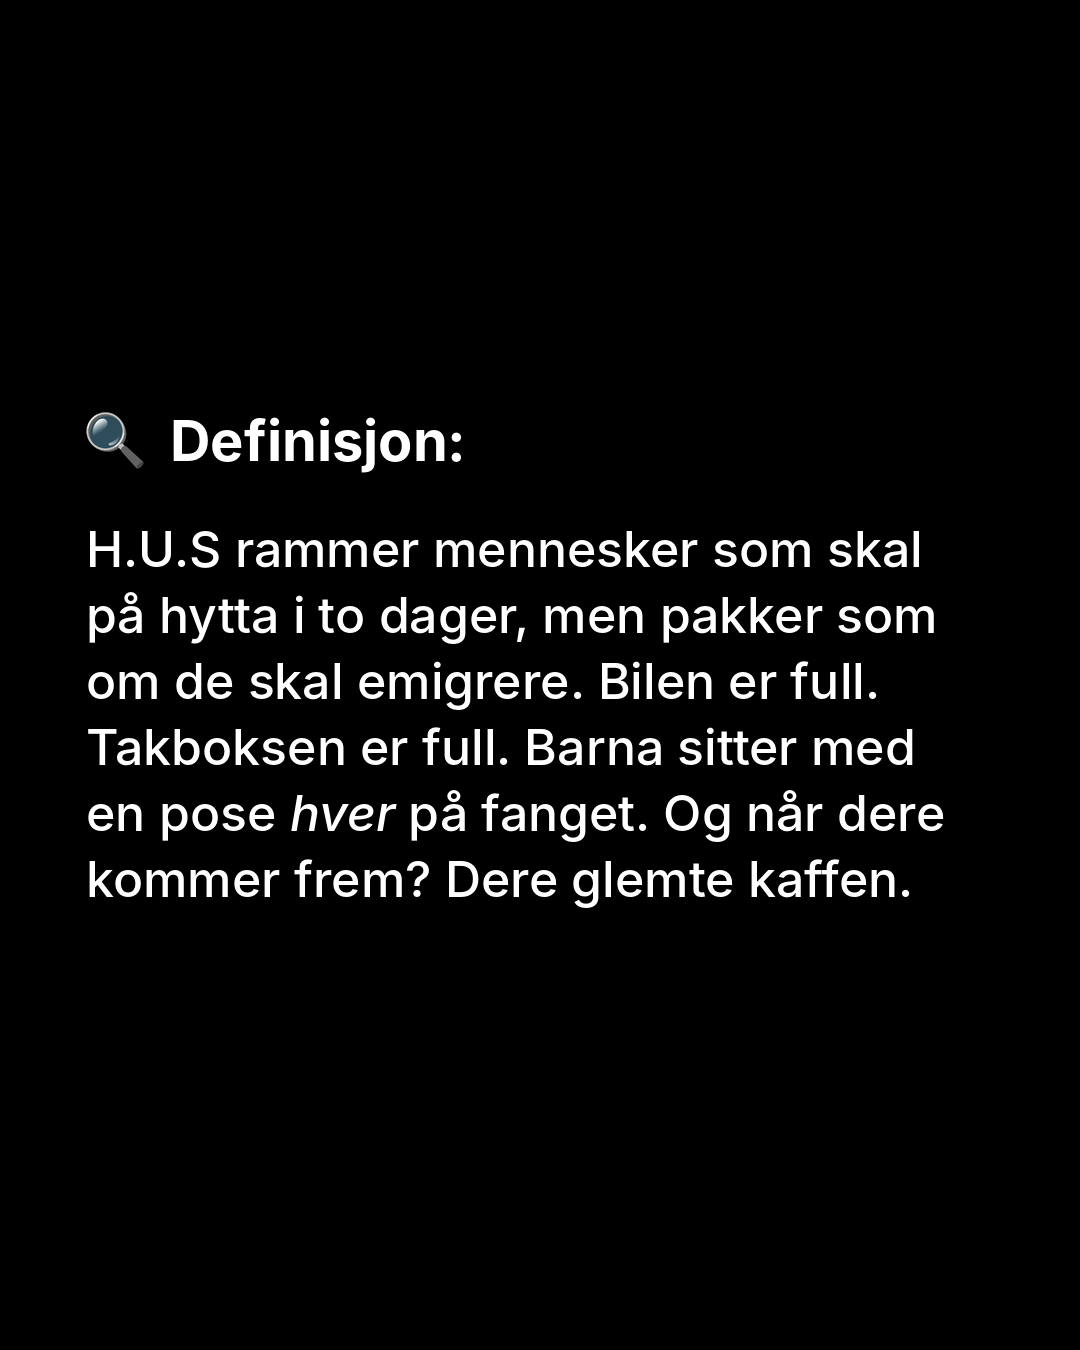 🔍 Definisjon:
H.U.S rammer mennesker som skal
på hytta i to dager, men pakker som
om de skal emigrere. Bilen er full.
Takboksen er full. Barna sitter med
en pose hver på fanget. Og når dere
kommer frem? Dere glemte kaffen.